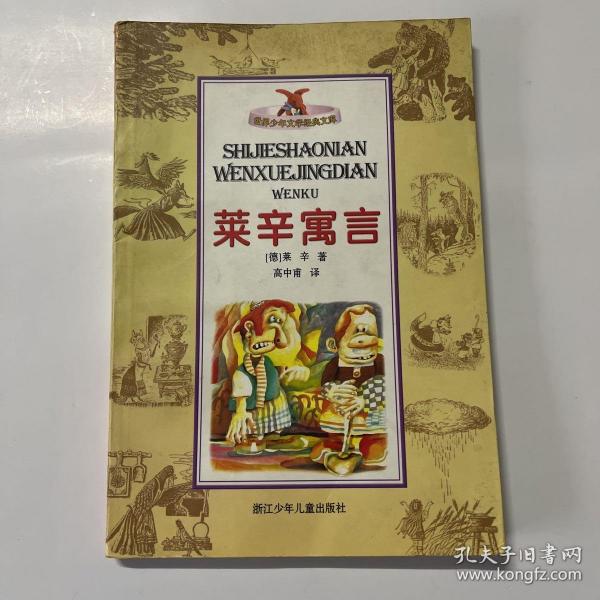 世界少年文学经典文库
SHIJIESHAONIAN
WENXUEJINGDIAN
WENKU
莱辛寓言
[德]莱 辛 著
高中甫 译
浙江少年儿童出版社
孔夫子旧书网
www.kongfz.com